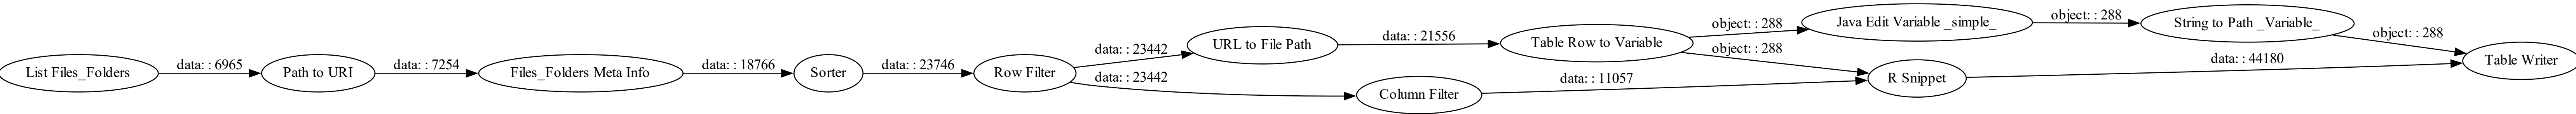 List Files_Folders
data: : 6965
Path to URI
data: : 7254
Files_Folders Meta Info
data: : 18766
Sorter
data: : 23746
Row Filter
data: : 23442
data: : 23442
URL to File Path
Column Filter
data: : 21556
data: : 11057
Table Row to Variable
object: : 288
object: : 288
Java Edit Variable _simple_
R Snippet
object: : 288
String to Path _Variable_
object: : 288
data: : 44180
Table Writer